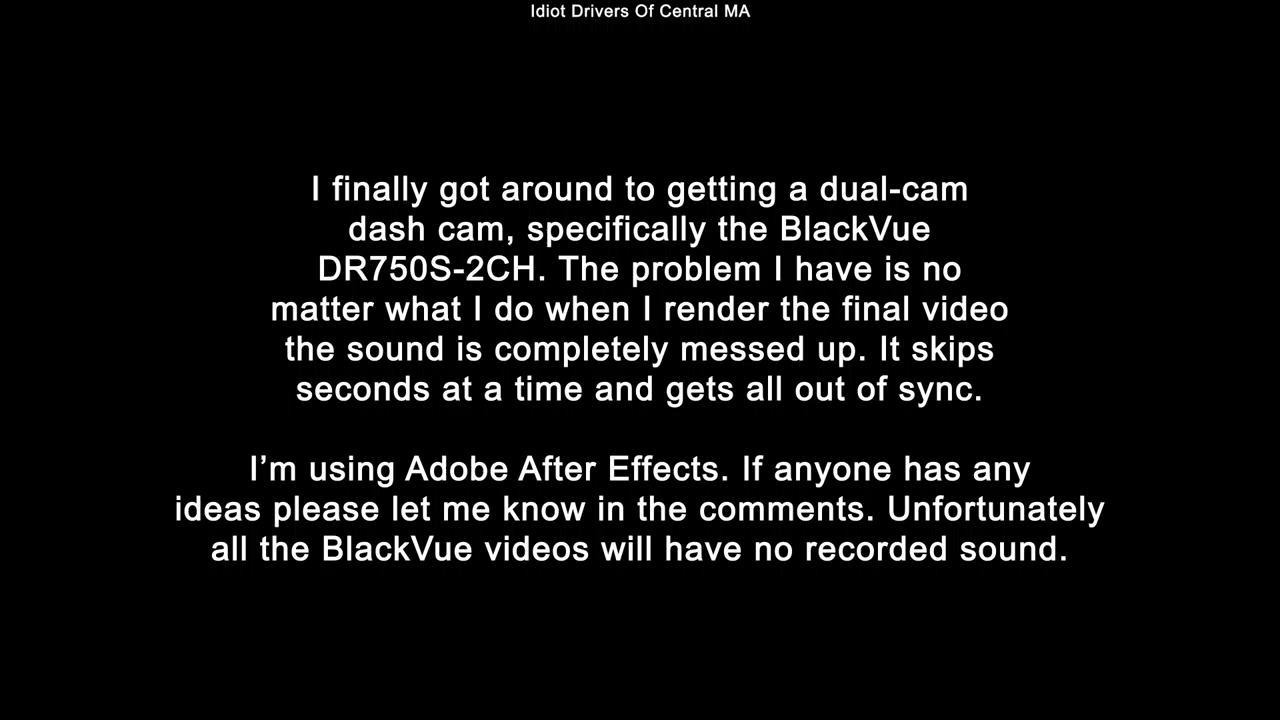 Idiot Drivers Of Central MA
I finally got around to getting a dual-cam
dash cam, specifically the BlackVue
DR750S-2CH. The problem I have is no
matter what I do when I render the final video
the sound is completely messed up. It skips
seconds at a time and gets all out of sync.
I’m using Adobe After Effects. If anyone has any
ideas please let me know in the comments. Unfortunately
all the BlackVue videos will have no recorded sound.